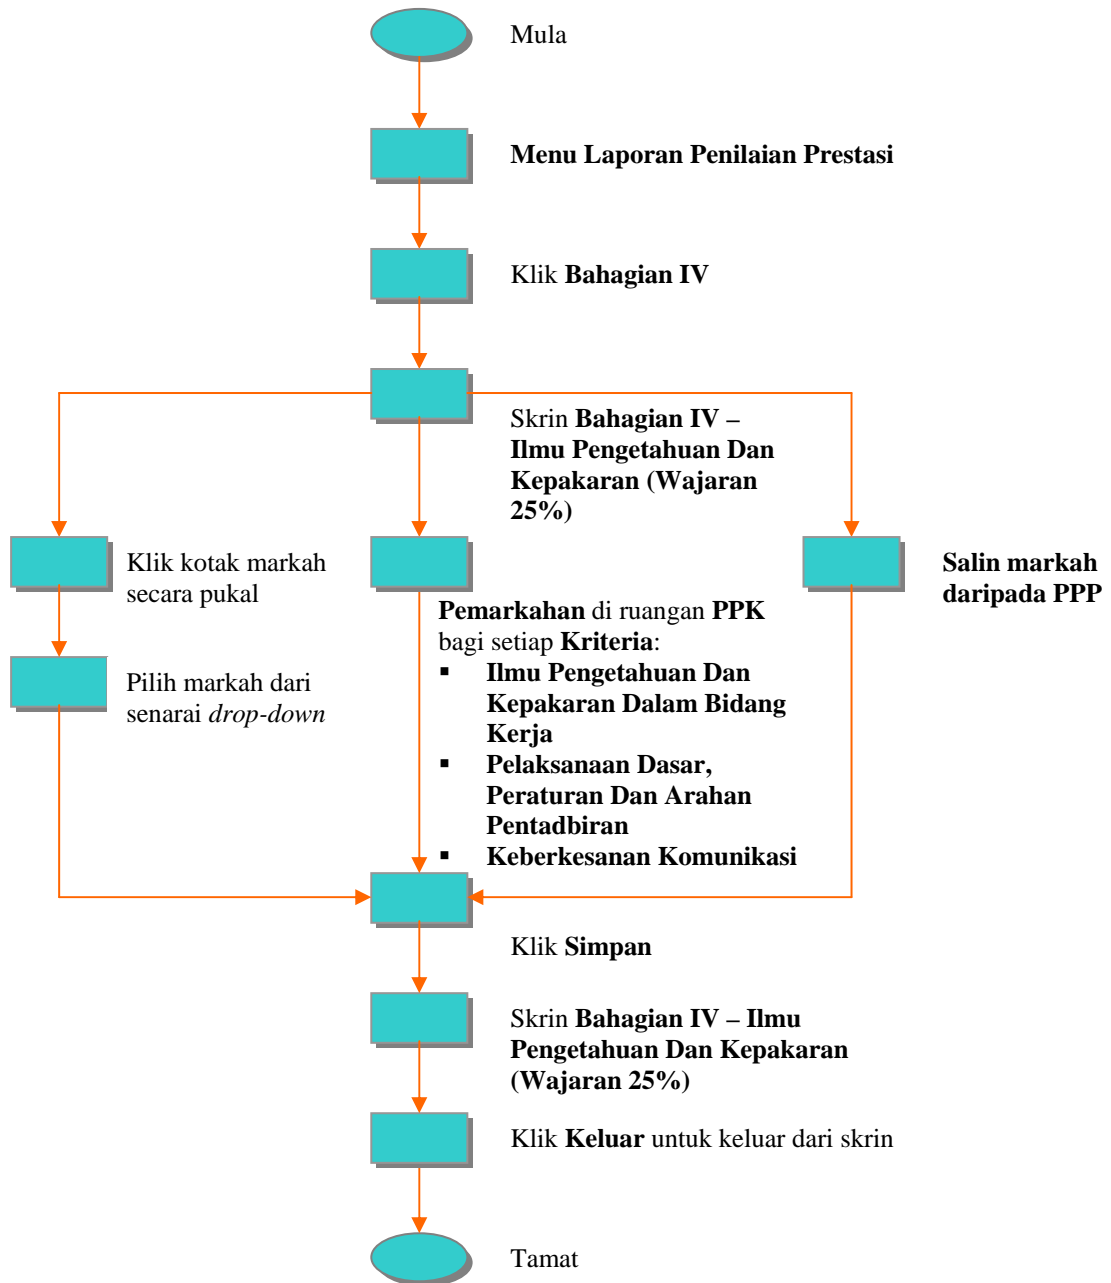 Mula
Menu Laporan Penilaian Prestasi
Klik Bahagian IV
Skrin Bahagian IV –
Ilmu Pengetahuan Dan
Kepakaran (Wajaran
25%)
Klik kotak markah
secara pukal
Pilih markah dari
senarai drop-down
Pemarkahan di ruangan PPK
bagi setiap Kriteria:
▪ Ilmu Pengetahuan Dan
Kepakaran Dalam Bidang
Kerja
▪ Pelaksanaan Dasar,
Peraturan Dan Arahan
Pentadbiran
▪ Keberkesanan Komunikasi
Salin markah
daripada PPP
Klik Simpan
Skrin Bahagian IV – Ilmu
Pengetahuan Dan Kepakaran
(Wajaran 25%)
Klik Keluar untuk keluar dari skrin
Tamat